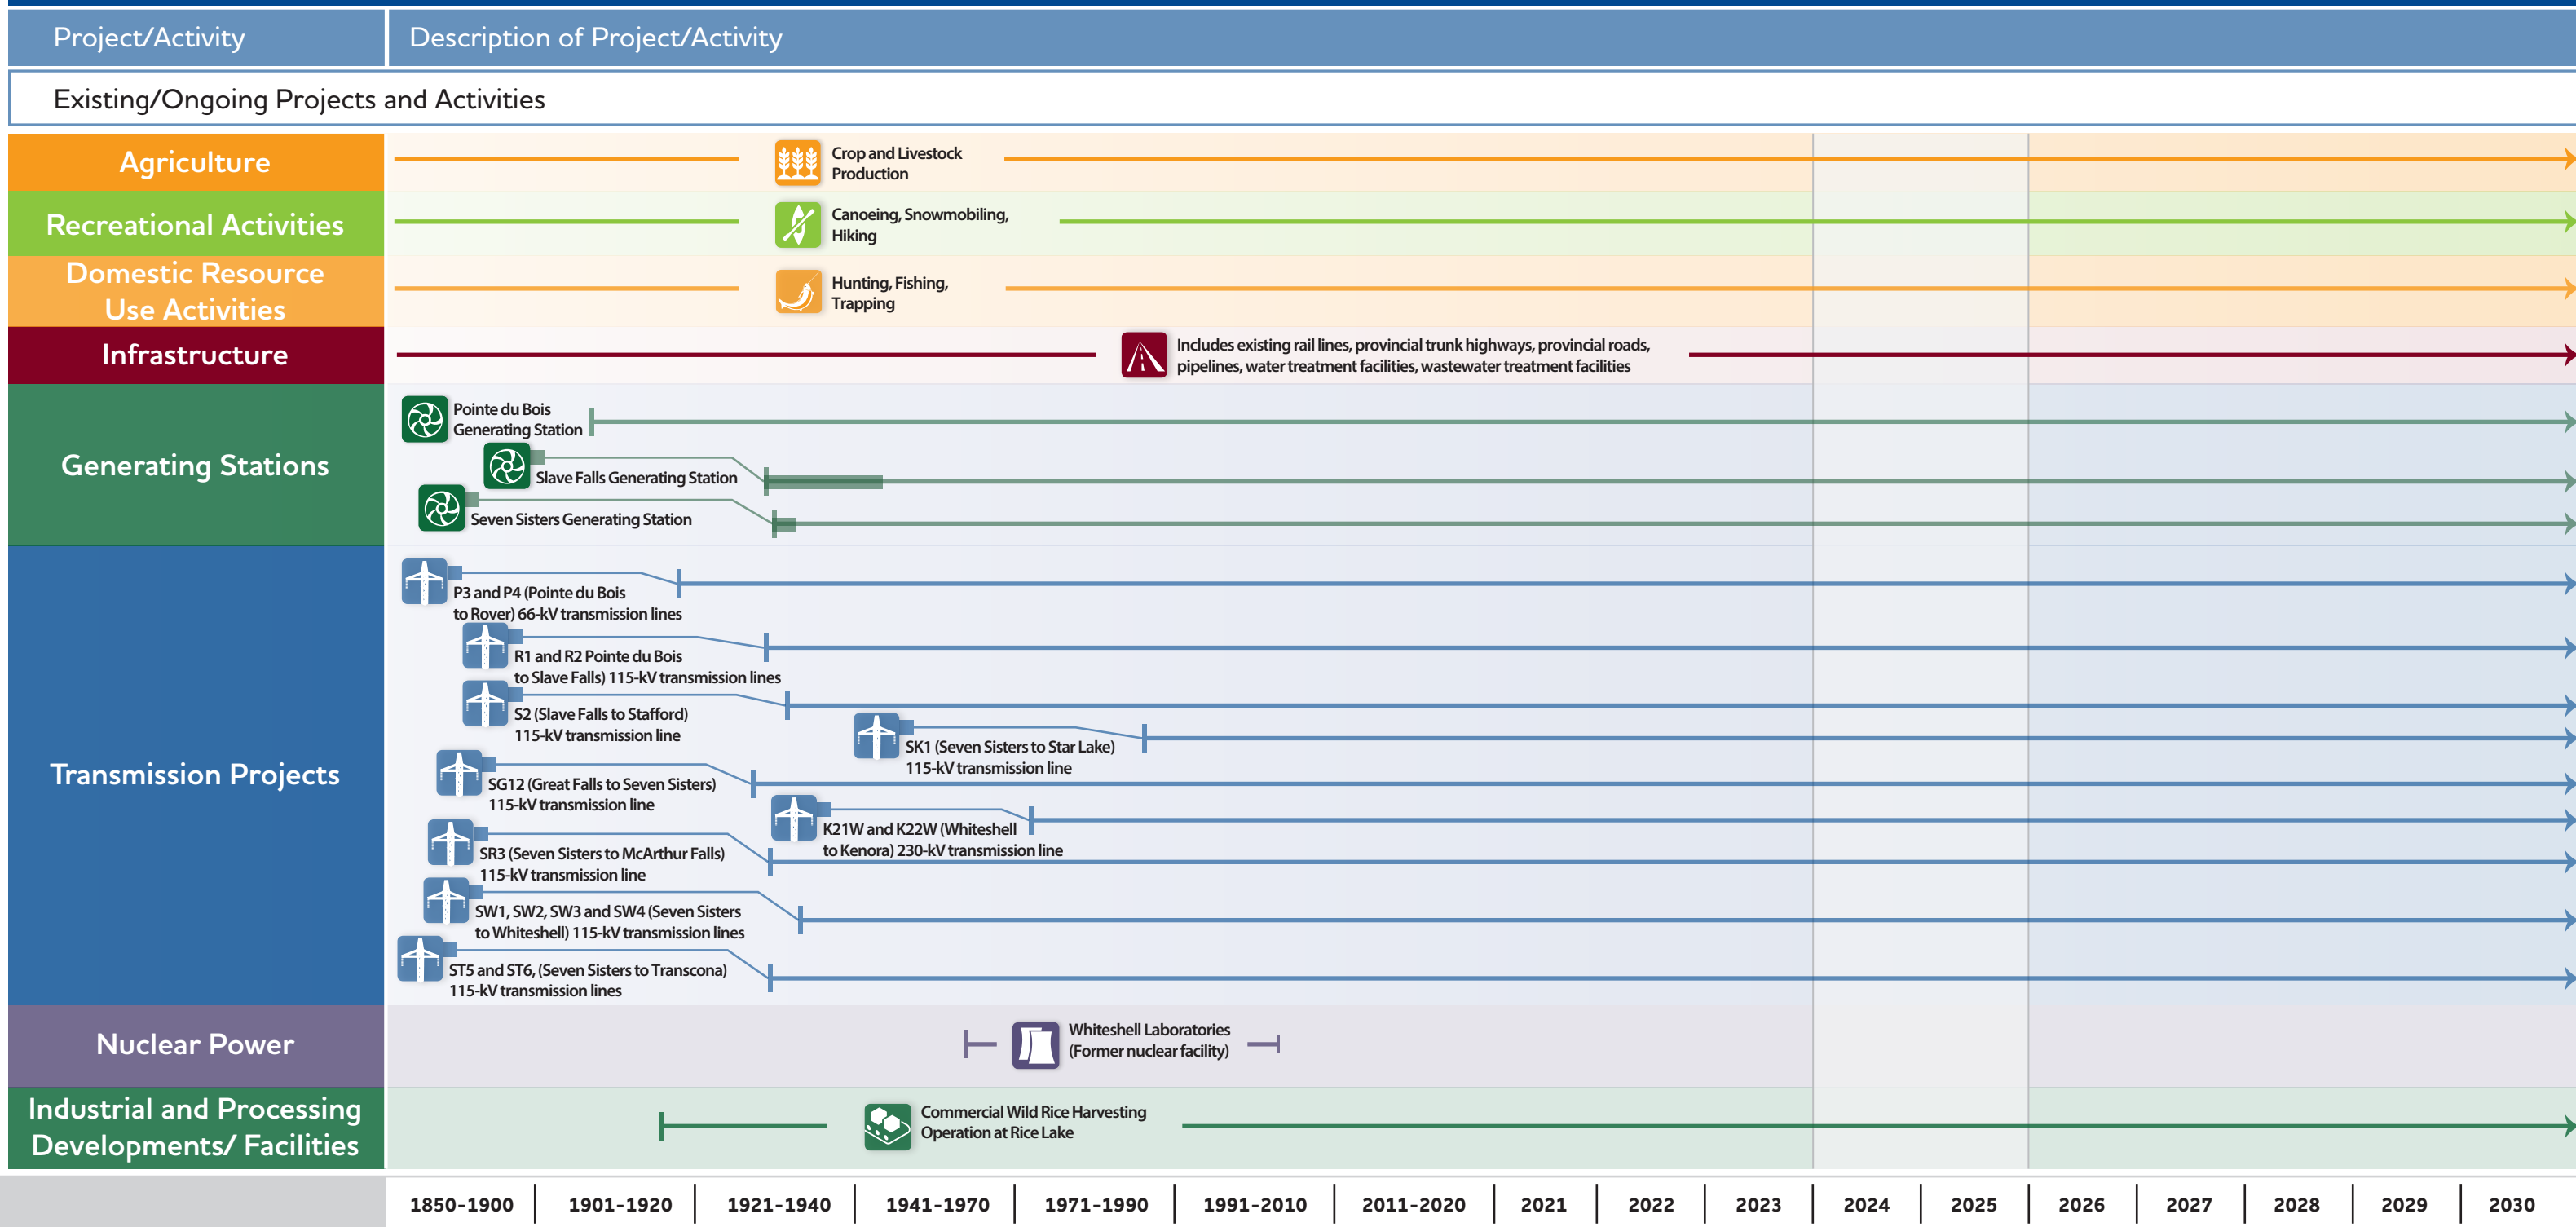 Project/Activity
Description of Project/Activity
Existing/Ongoing Projects and Activities
Agriculture
Crop and Livestock
Production
Recreational Activities
Canoeing, Snowmobiling,
Hiking
Domestic Resource
Use Activities
Hunting, Fishing,
Trapping
Infrastructure
Includes existing rail lines, provincial trunk highways, provincial roads,
pipelines, water treatment facilities, wastewater treatment facilities
Generating Stations
Pointe du Bois
Generating Station
Slave Falls Generating Station
Seven Sisters Generating Station
Transmission Projects
P3 and P4 (Pointe du Bois
to Rover) 66-kV transmission lines
R1 and R2 Pointe du Bois
to Slave Falls) 115-kV transmission lines
S2 (Slave Falls to Stafford)
115-kV transmission line
SK1 (Seven Sisters to Star Lake)
115-kV transmission line
SG12 (Great Falls to Seven Sisters)
115-kV transmission line
K21W and K22W (Whiteshell
to Kenora) 230-kV transmission line
SR3 (Seven Sisters to McArthur Falls)
115-kV transmission line
SW1, SW2, SW3 and SW4 (Seven Sisters
to Whiteshell) 115-kV transmission lines
ST5 and ST6, (Seven Sisters to Transcona)
115-kV transmission lines
Nuclear Power
Whiteshell Laboratories
(Former nuclear facility)
Industrial and Processing
Developments/ Facilities
Commercial Wild Rice Harvesting
Operation at Rice Lake
1850-1900
1901-1920
1921-1940
1941-1970
1971-1990
1991-2010
2011-2020
2021
2022
2023
2024
2025
2026
2027
2028
2029
2030